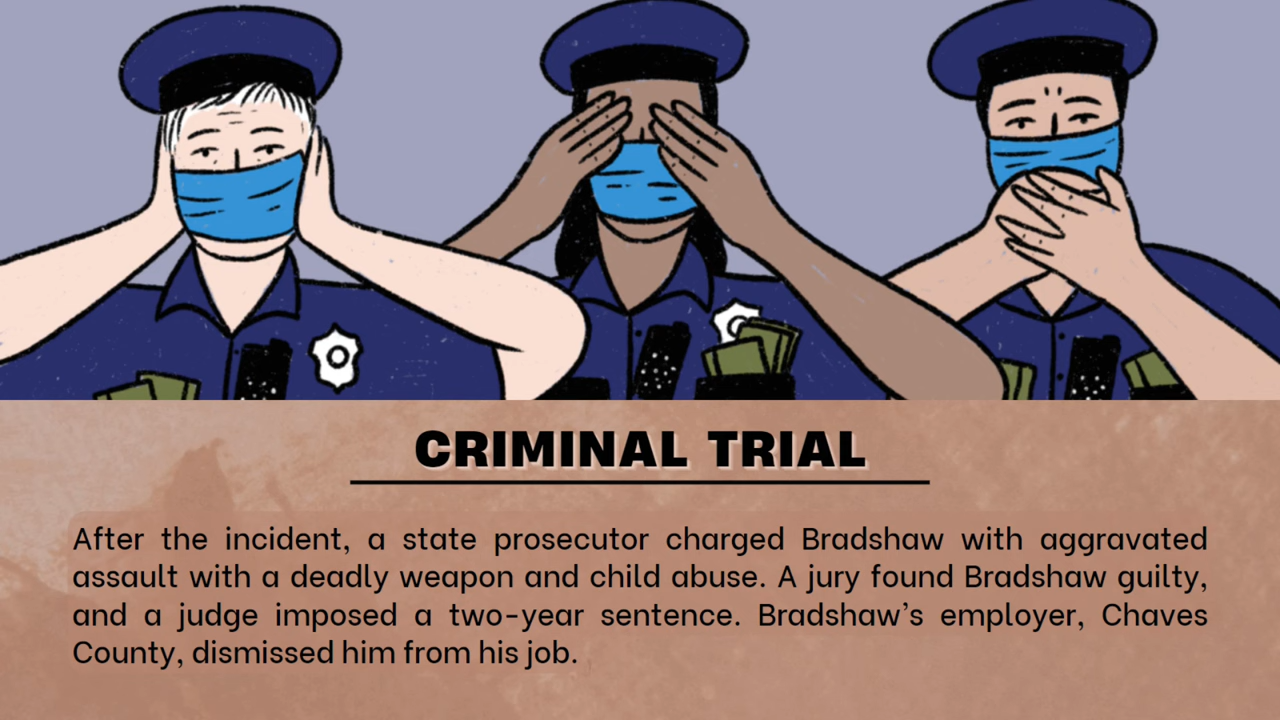 CRIMINAL TRIAL
After the incident, a state prosecutor charged Bradshaw with aggravated
assault with a deadly weapon and child abuse. A jury found Bradshaw guilty,
and a judge imposed a two-year sentence. Bradshaw’s employer, Chaves
County, dismissed him from his job.